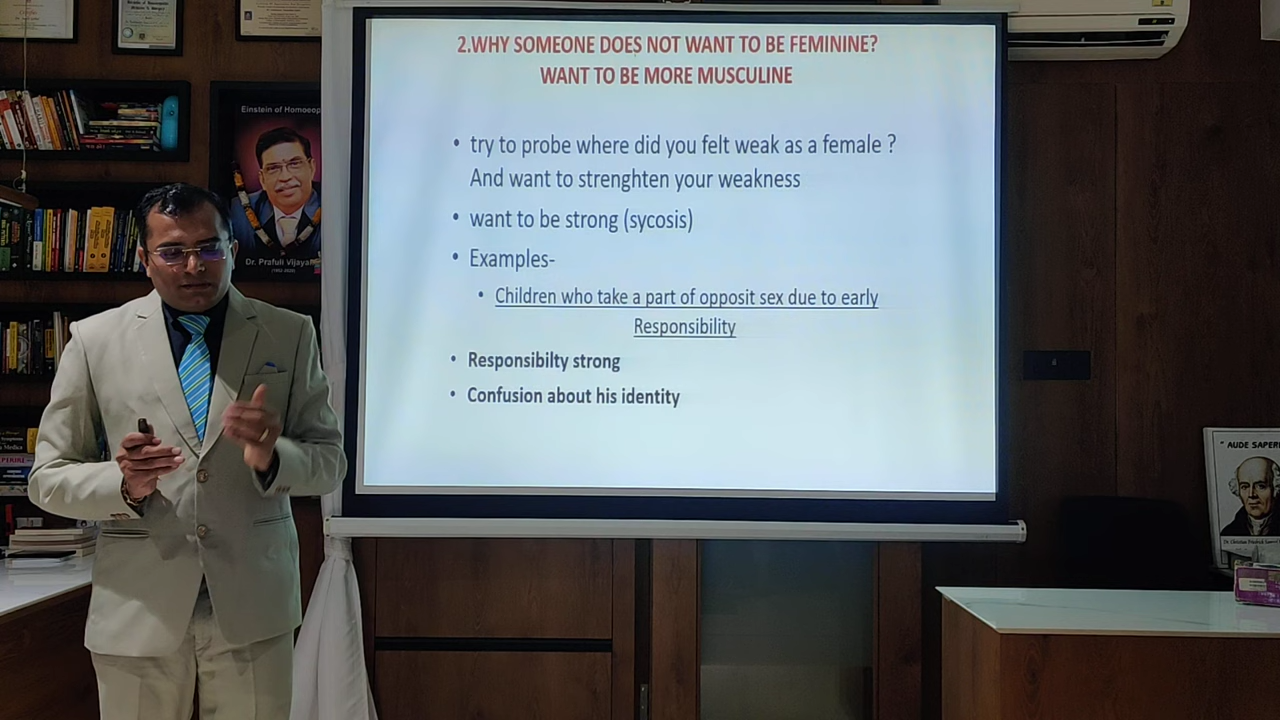 2.WHY SOMEONE DOES NOT WANT TO BE FEMININE?
WANT TO BE MORE MUSCULINE
• try to probe where did you felt weak as a female ?
And want to strenghten your weakness
• want to be strong (sycosis)
• Examples-
• Children who take a part of opposit sex due to early
Responsibility
• Responsibilty strong
• Confusion about his identity
Einstein of Homoeop
Dr. Prafull Vijaya
" AUDE SAPER